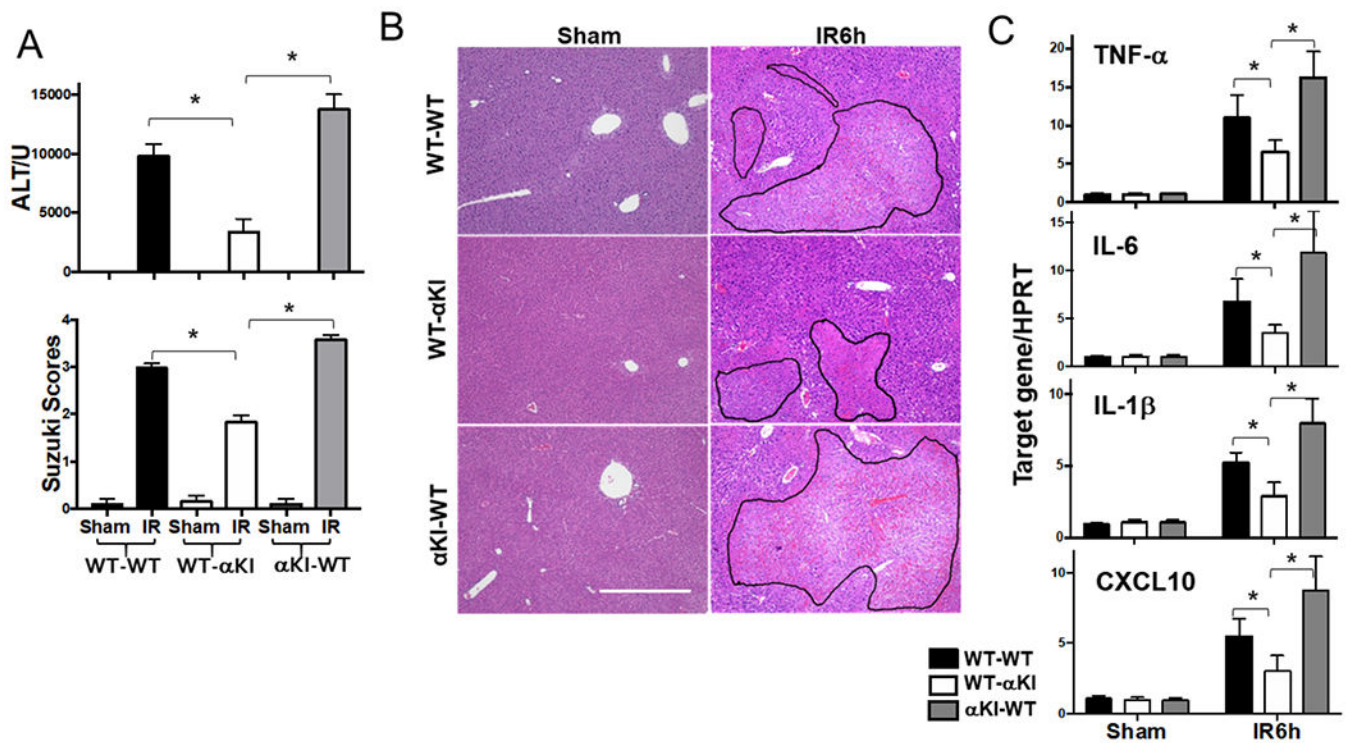 A
ALT/U
15000
10000
5000
0
*
*
Suzuki Scores
4
3
2
1
0
*
*
Sham IR Sham IR Sham IR
WT-WT WT-αKI αKI-WT
B
Sham IR6h
WT-WT
WT-αKI
αKI-WT
C
Target gene/HPRT
TNF-α
20
15
10
5
0
*
*
IL-6
15
10
5
0
*
*
IL-1β
10
5
0
*
*
CXCL10
10
5
0
*
*
Sham IR6h
WT-WT
WT-αKI
αKI-WT